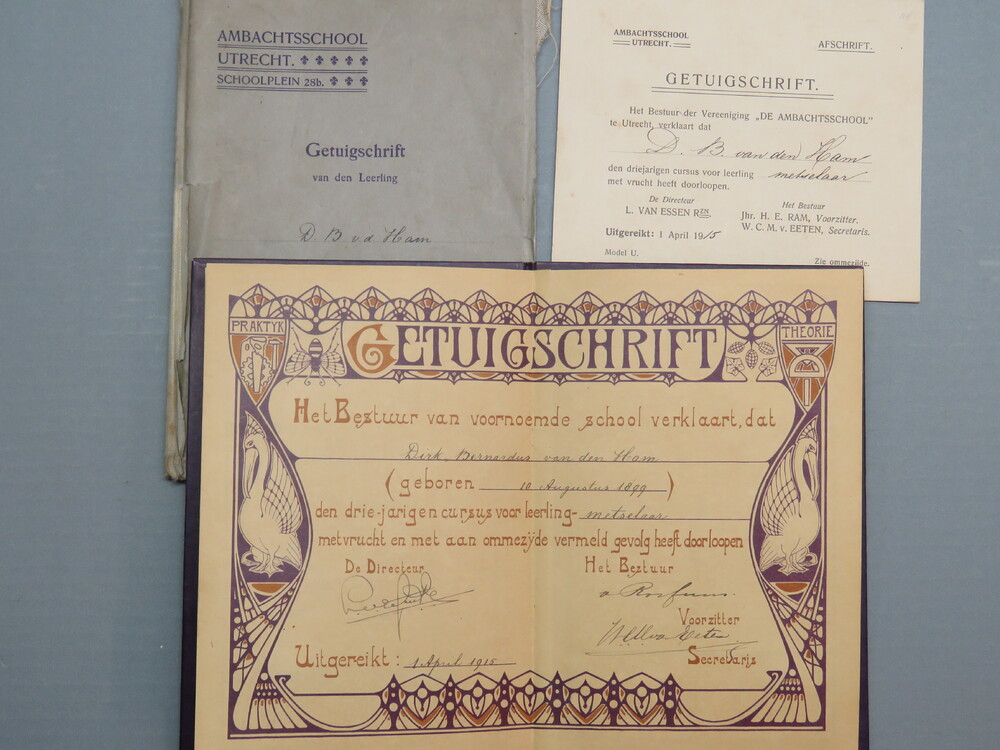 AMBACHTSSCHOOL
UTRECHT.
SCHOOLPLEIN 28b.
Getuigschrift
van den Leerling
D. B. v. d. Ham
AMBACHTSSCHOOL
UTRECHT.
AFSCHRIFT.
GETUIGSCHRIFT.
Het Bestuur der Vereeniging „DE AMBACHTSSCHOOL”
te Utrecht, verklaart dat
D. B. van den Ham
den driejarigen cursus voor leerling metselaar
met vrucht heeft doorloopen.
De Directeur
L. VAN ESSEN RZN.
Het Bestuur
Jhr. H. E. RAM, Voorzitter.
W. C. M. v. EETEN, Secretaris.
Uitgereikt: 1 April 1915
Model U.
Zie ommezijde.
PRAKTYK
GETUIGSCHRIFT
THEORIE
Het Bestuur van voornoemde school verklaart, dat
Dirk Bernardus van den Ham
(geboren 10 Augustus 1899)
den drie-jarigen cursus voor leerling- metselaar
met vrucht en met aan ommezyde vermeld gevolg heeft doorloopen
De Directeur
Het Bestuur
Voorzitter
Secretaris
Uitgereikt: 1 April 1915